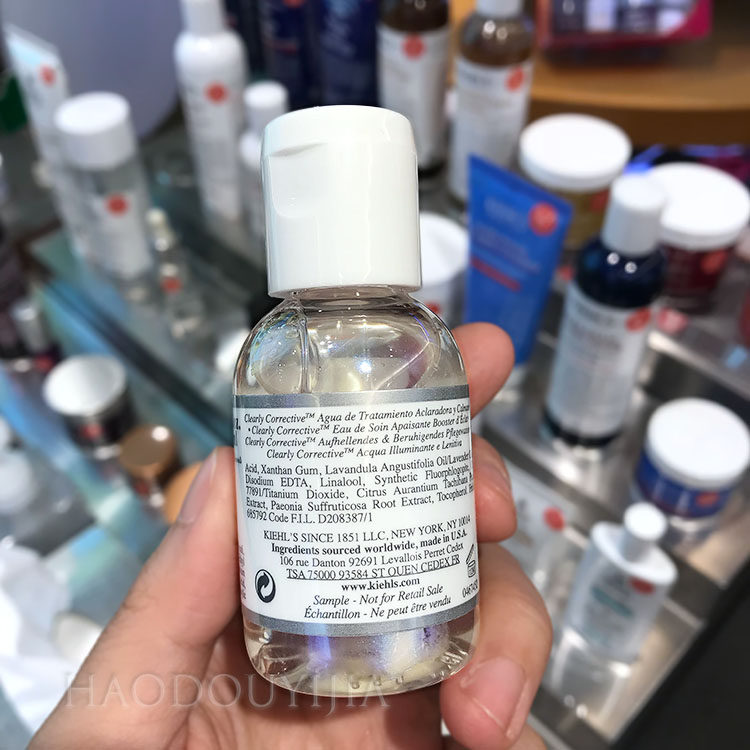 Clearly Corrective™ Agua de Tratamiento Aclaradora y Calmante
• Clearly Corrective™ Eau de Soin Apaisante Booster d'Éclat
Clearly Corrective™ Aufhellendes & Beruhigendes Pflegewasser
Clearly Corrective™ Acqua Illuminante e Lenitiva
Acid, Xanthan Gum, Lavandula Angustifolia Oil/Lavender
Disodium EDTA, Linalool, Synthetic Fluorphlogopite,
77891/Titanium Dioxide, Citrus Aurantium Tachibana
Extract, Paeonia Suffruticosa Root Extract, Tocopherol
685792 Code F.I.L. D208387/1
KIEHL'S SINCE 1851 LLC, NEW YORK, NY 10014
Ingredients sourced worldwide, made in U.S.A.
106 rue Danton 92691 Levallois Perret Cedex
TSA 75000 93584 ST OUEN CEDEX FR
www.kiehls.com
Sample - Not for Retail Sale
Échantillon - Ne peut être vendu
HAODOUYIJIA